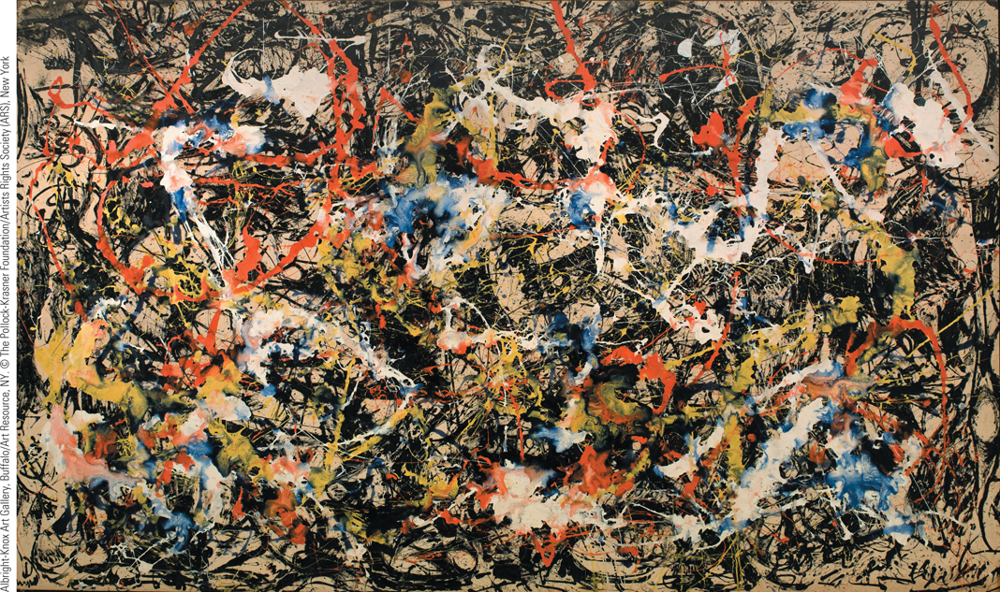 Albright-Knox Art Gallery, Buffalo/Art Resource, NY. © The Pollock-Krasner Foundation/Artists Rights Society (ARS), New York